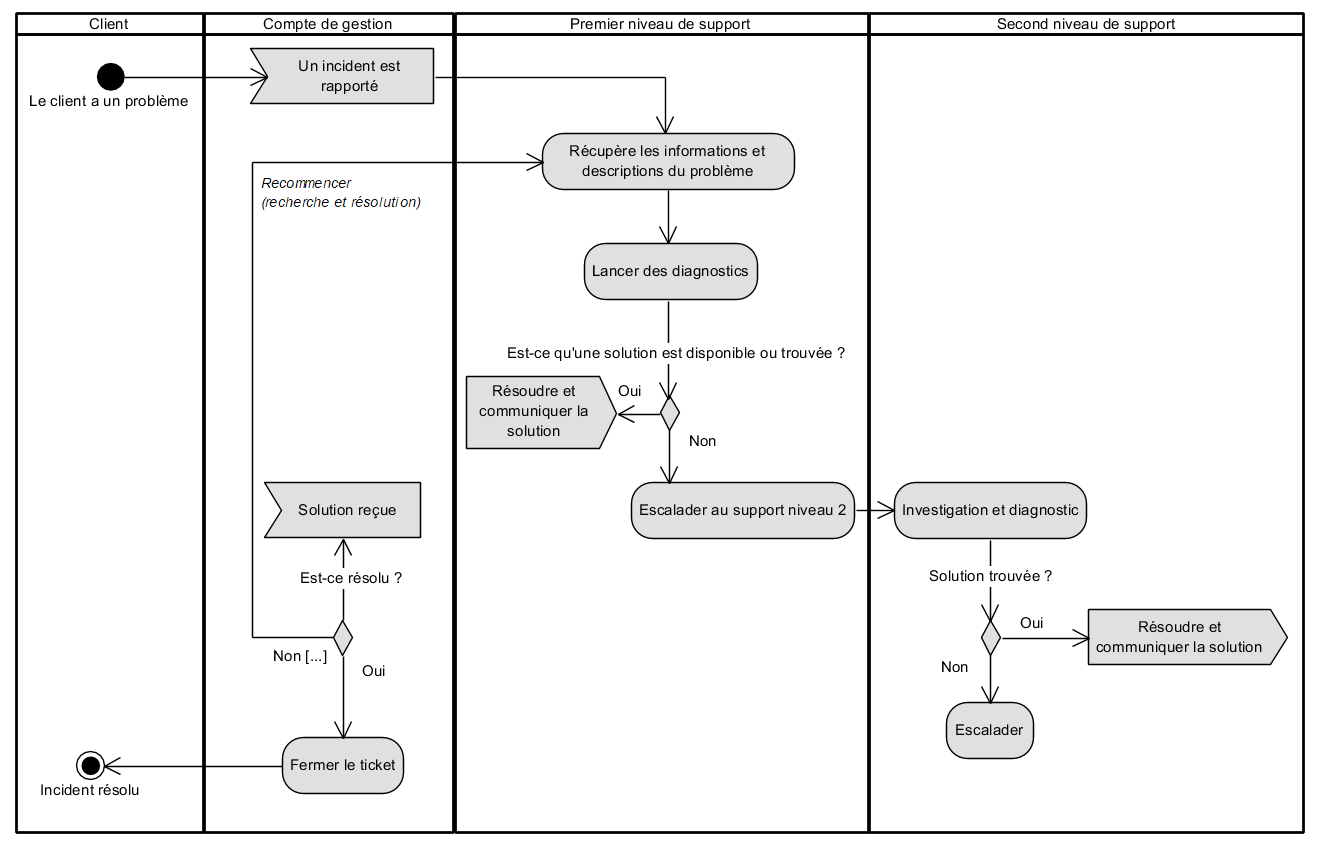 Client
Compte de gestion
Premier niveau de support
Second niveau de support
Le client a un problème
Un incident est
rapporté
Récupère les informations et
descriptions du problème
Recommencer
(recherche et résolution)
Lancer des diagnostics
Est-ce qu'une solution est disponible ou trouvée ?
Résoudre et
communiquer la
solution
Oui
Non
Solution reçue
Escalader au support niveau 2
Investigation et diagnostic
Est-ce résolu ?
Solution trouvée ?
Non [...]
Oui
Oui
Résoudre et
communiquer la solution
Non
Escalader
Fermer le ticket
Incident résolu